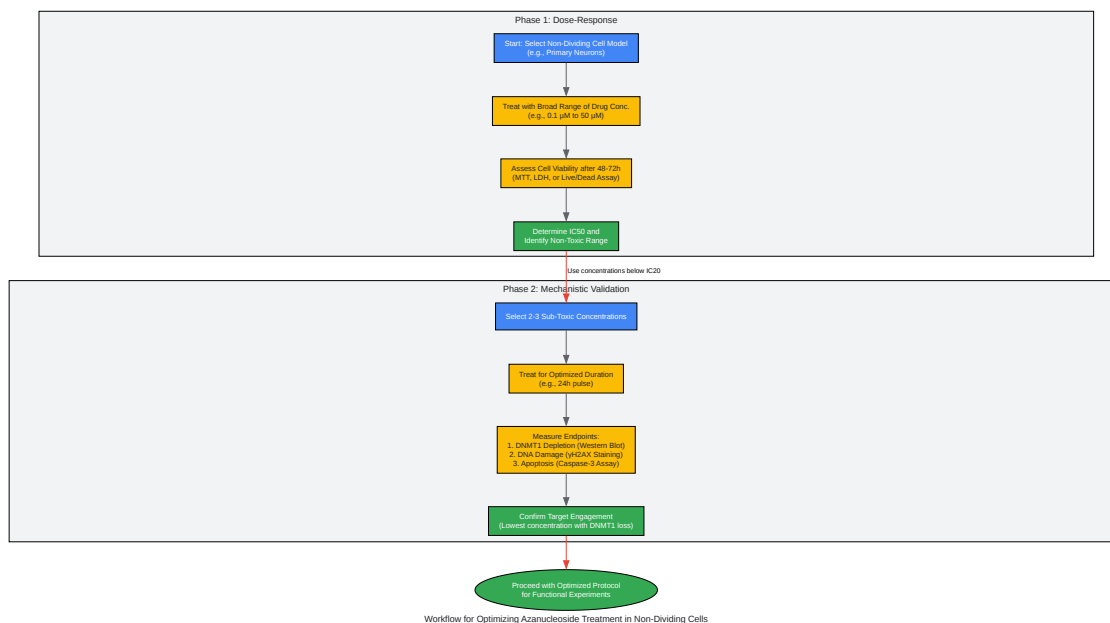 Phase 1: Dose-Response
Start: Select Non-Dividing Cell Model
(e.g., Primary Neurons)
Treat with Broad Range of Drug Conc.
(e.g., 0.1 µM to 50 µM)
Assess Cell Viability after 48-72h
(MTT, LDH, or Live/Dead Assay)
Determine IC50 and
Identify Non-Toxic Range
Use concentrations below IC20
Phase 2: Mechanistic Validation
Select 2-3 Sub-Toxic Concentrations
Treat for Optimized Duration
(e.g., 24h pulse)
Measure Endpoints:
1. DNMT1 Depletion (Western Blot)
2. DNA Damage (γH2AX Staining)
3. Apoptosis (Caspase-3 Assay)
Confirm Target Engagement
(Lowest concentration with DNMT1 loss)
Proceed with Optimized Protocol
for Functional Experiments
Workflow for Optimizing Azanucleoside Treatment in Non-Dividing Cells